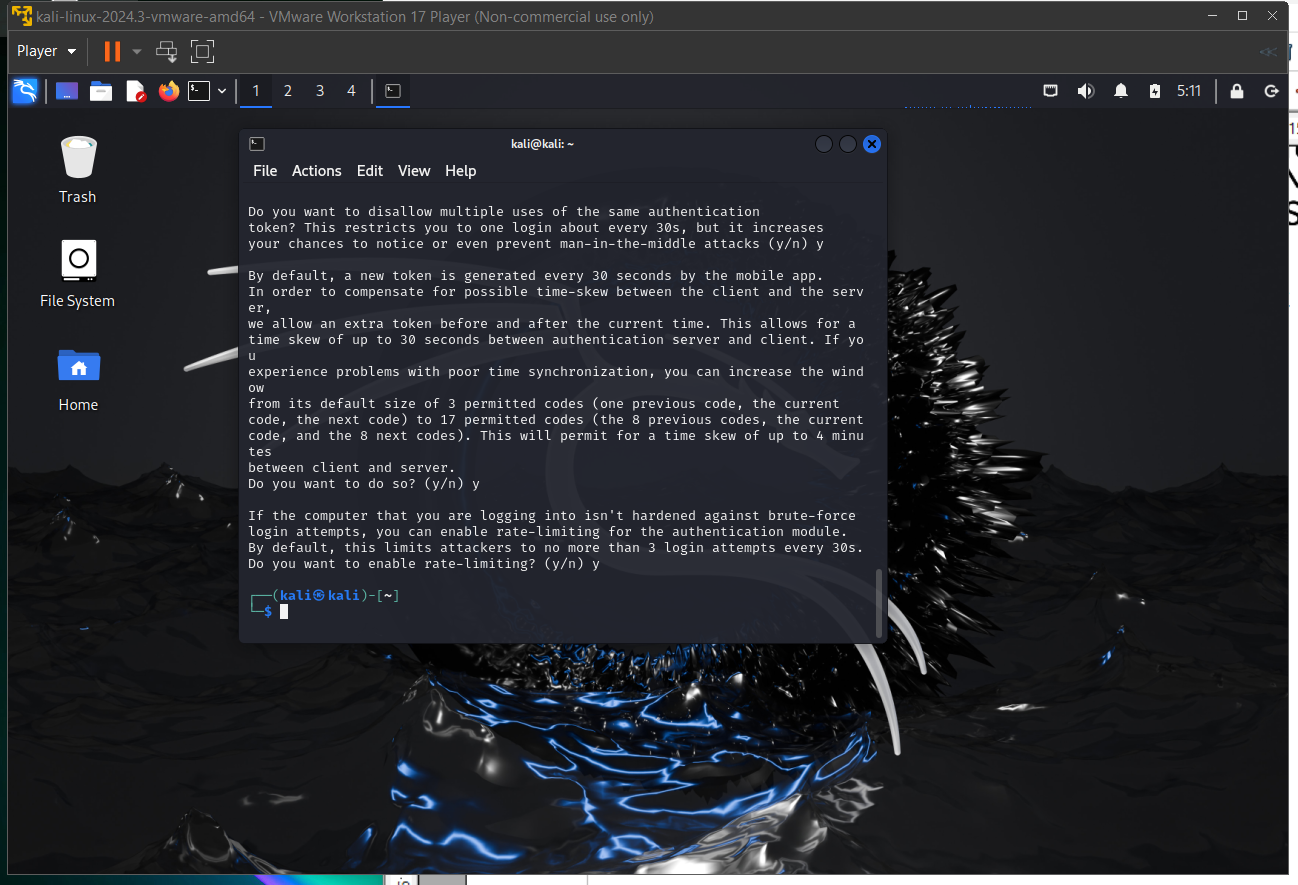 kali-linux-2024.3-vmware-amd64 - VMware Workstation 17 Player (Non-commercial use only)
Player
1 2 3 4 5:11
Trash
File System
Home
kali@kali: ~
File Actions Edit View Help
Do you want to disallow multiple uses of the same authentication
token? This restricts you to one login about every 30s, but it increases
your chances to notice or even prevent man-in-the-middle attacks (y/n) y
By default, a new token is generated every 30 seconds by the mobile app.
In order to compensate for possible time-skew between the client and the serv
er,
we allow an extra token before and after the current time. This allows for a
time skew of up to 30 seconds between authentication server and client. If yo
u
experience problems with poor time synchronization, you can increase the wind
ow
from its default size of 3 permitted codes (one previous code, the current
code, the next code) to 17 permitted codes (the 8 previous codes, the current
code, and the 8 next codes). This will permit for a time skew of up to 4 minu
tes
between client and server.
Do you want to do so? (y/n) y
If the computer that you are logging into isn't hardened against brute-force
login attempts, you can enable rate-limiting for the authentication module.
By default, this limits attackers to no more than 3 login attempts every 30s.
Do you want to enable rate-limiting? (y/n) y
┌──(kali㉿kali)-[~]
└─$